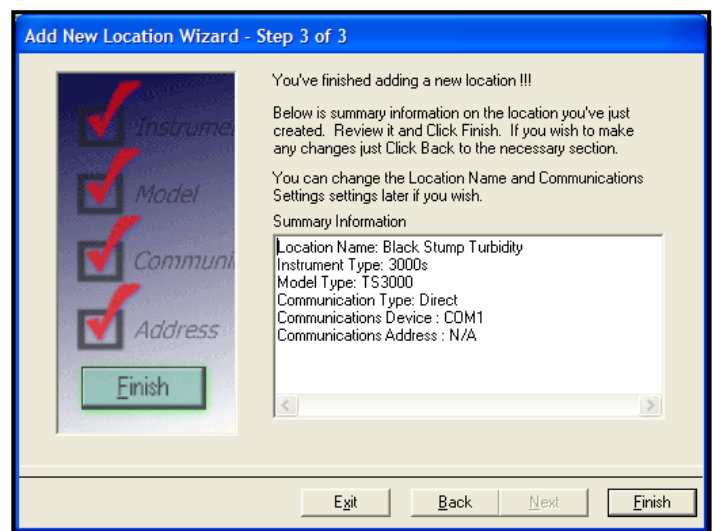 Add New Location Wizard - Step 3 of 3
Model
Address
Finish
You've finished adding a new location !!!
Below is summary information on the location you've just
created. Review it and Click Finish. If you wish to make
any changes just Click Back to the necessary section.
You can change the Location Name and Communications
Settings settings later if you wish.
Summary Information
Location Name: Black Stump Turbidity
Instrument Type: 3000s
Model Type: TS3000
Communication Type: Direct
Communications Device : COM1
Communications Address : N/A
Exit
Back
Next
Finish